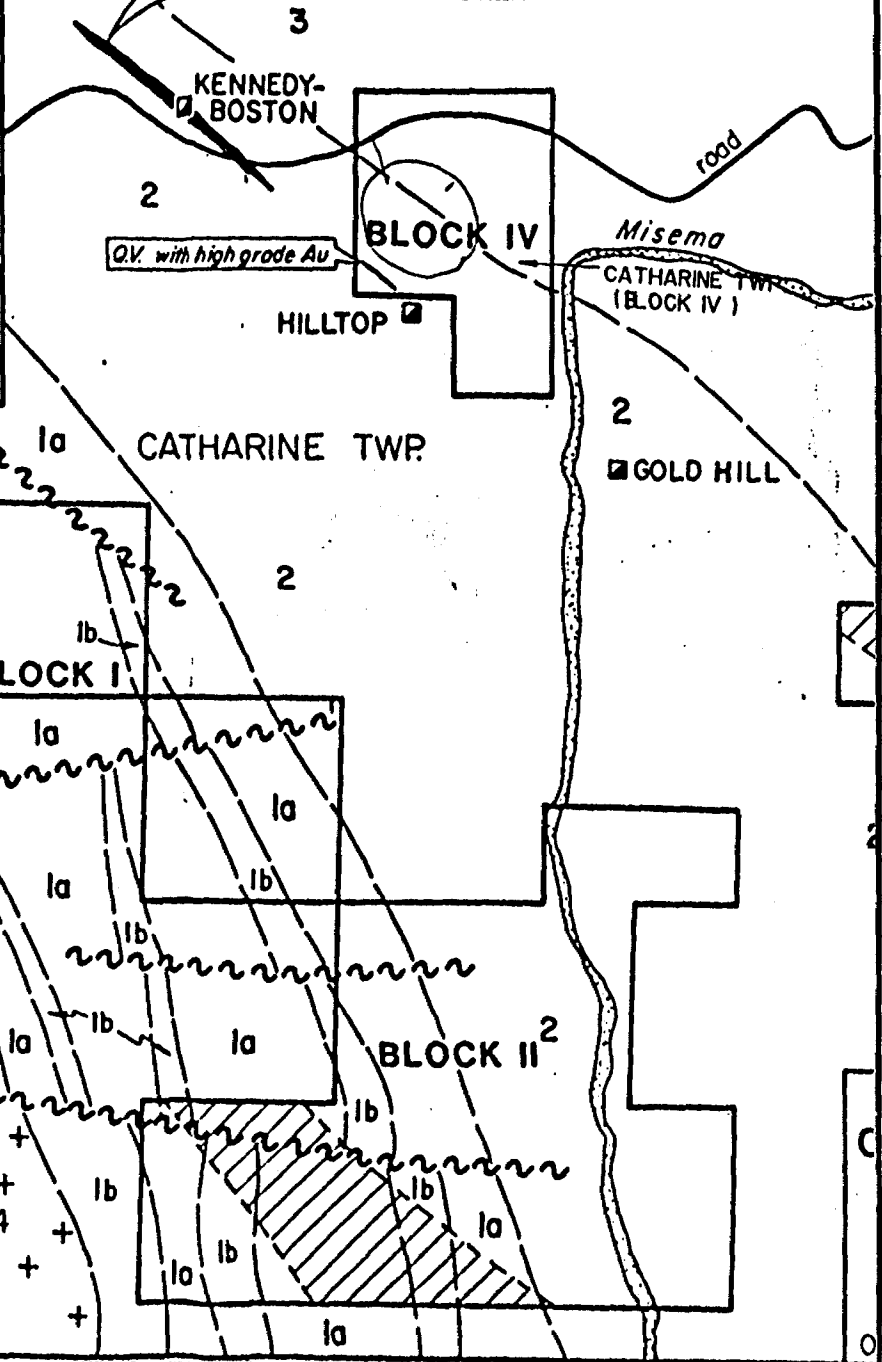 3
KENNEDY-
BOSTON
road
2
BLOCK IV
Misema
Q.V. with high grade Au
CATHARINE TWP
(BLOCK IV)
HILLTOP
2
1a
CATHARINE TWP.
GOLD HILL
2
1b
LOCK I
1a
1a
2
1b
1a
1b
1b
1a
1a
2
BLOCK II
1b
1b
1b
1a
1b
1a
1a